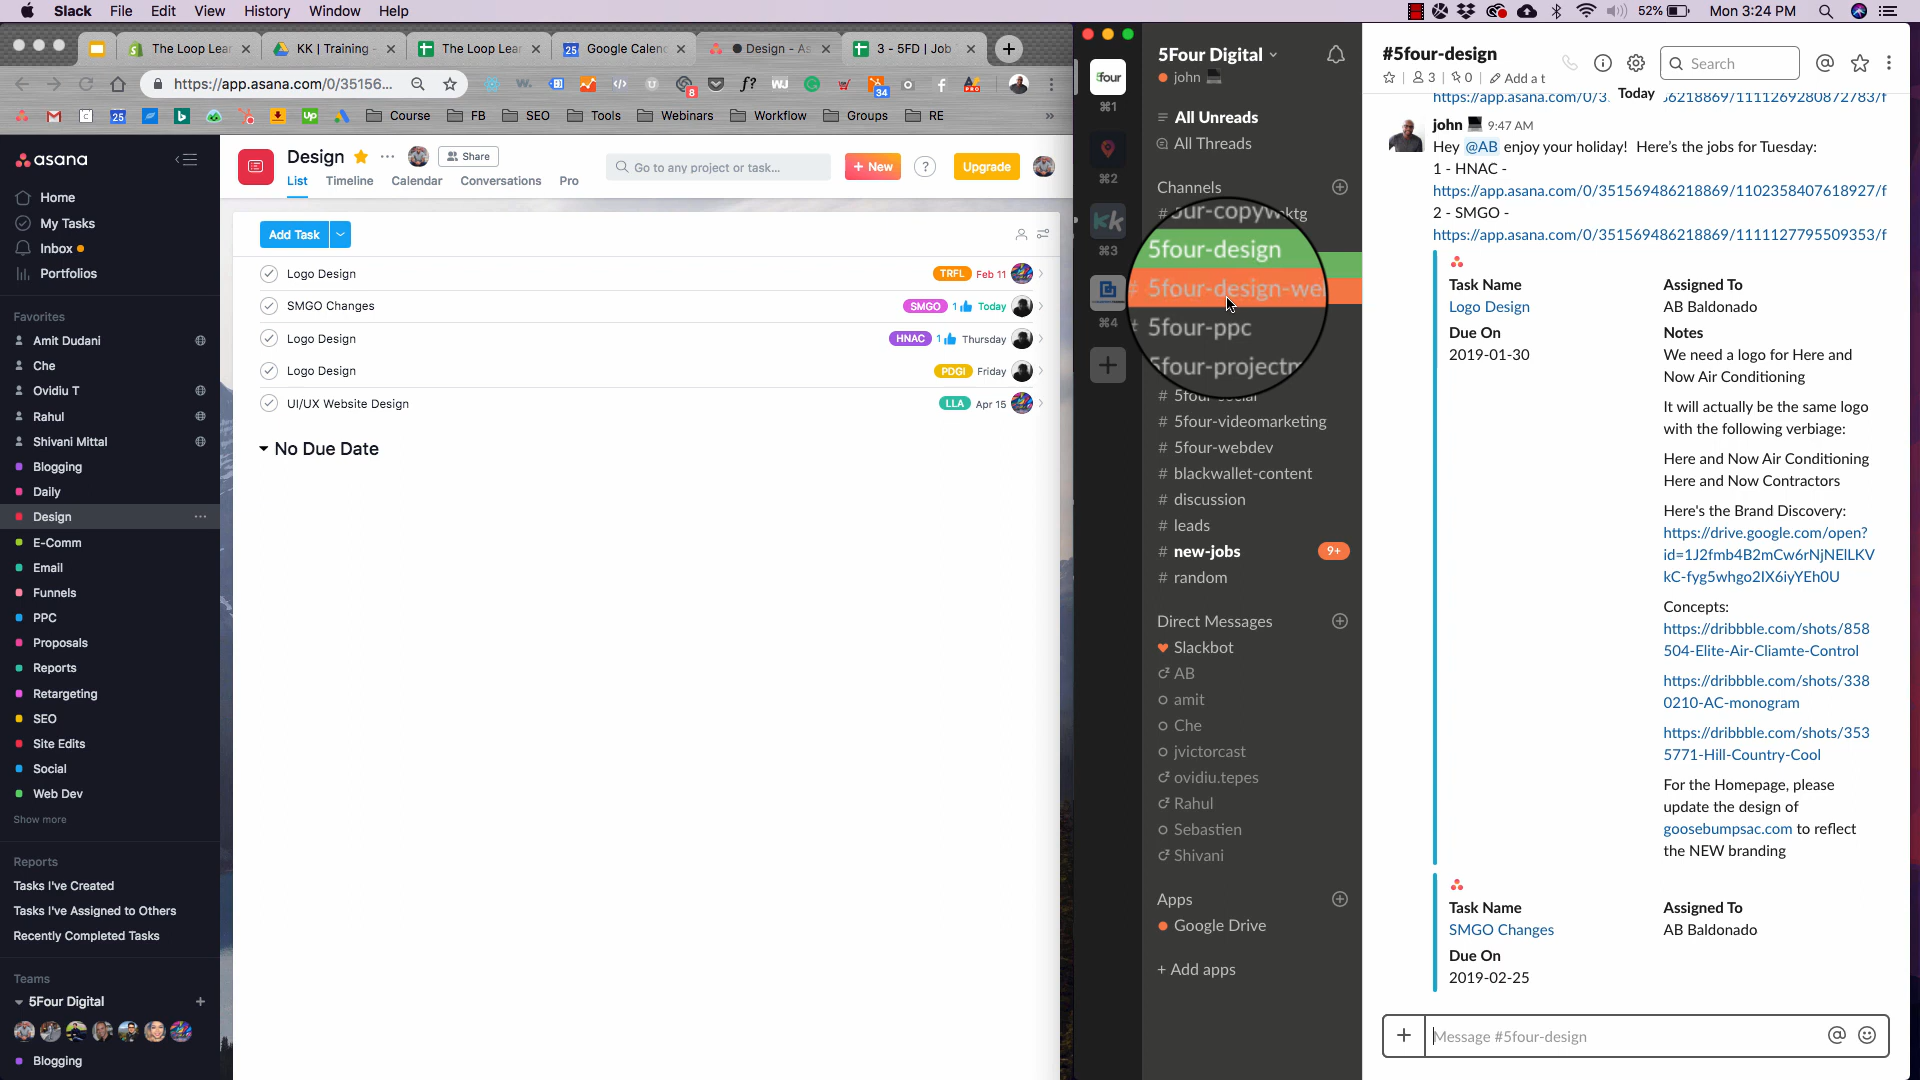 Slack File Edit View History Window Help
52% Mon 3:24 PM
The Loop Lea
KK | Training -
The Loop Lear
25 Google Calen
Design - As
3 - 5FD | Job
https://app.asana.com/0/35156...
f? WJ 8 34
25 up Course FB SEO Tools Webinars Workflow Groups RE »
asana
Home
My Tasks
Inbox
Portfolios
Favorites
Amit Dudani
Che
Ovidiu T
Rahul
Shivani Mittal
Blogging
Daily
Design
E-Comm
Email
Funnels
PPC
Proposals
Reports
Retargeting
SEO
Site Edits
Social
Web Dev
Show more
Reports
Tasks I've Created
Tasks I've Assigned to Others
Recently Completed Tasks
Teams
5Four Digital
Blogging
Design
Share
List Timeline Calendar Conversations Pro
Go to any project or task...
+ New
?
Upgrade
Add Task
Logo Design TRFL Feb 11
SMGO Changes SMGO 1 Today
Logo Design HNAC 1 Thursday
Logo Design PDGI Friday
UI/UX Website Design LLA Apr 15
No Due Date
5four
⌘1
⌘2
kk
⌘3
⌘4
5Four Digital
john
All Unreads
All Threads
Channels
5four-design
# 5four-design-we
5four-ppc
5four-projectm
# 5four-videomarketing
# 5four-webdev
# blackwallet-content
# discussion
# leads
# new-jobs 9+
# random
Direct Messages
Slackbot
AB
amit
Che
jvictorcast
ovidiu.tepes
Rahul
Sebastien
Shivani
Apps
Google Drive
+ Add apps
#5four-design
3 | 0 | Add a t
Search
Today
john 9:47 AM
Hey @AB enjoy your holiday! Here's the jobs for Tuesday:
1 - HNAC -
https://app.asana.com/0/351569486218869/1102358407618927/f
2 - SMGO -
https://app.asana.com/0/351569486218869/1111127795509353/f
Task Name
Logo Design
Due On
2019-01-30
Assigned To
AB Baldonado
Notes
We need a logo for Here and
Now Air Conditioning
It will actually be the same logo
with the following verbiage:
Here and Now Air Conditioning
Here and Now Contractors
Here's the Brand Discovery:
https://drive.google.com/open?
id=1J2fmb4B2mCw6rNjNElLKV
kC-fyg5whgo2IX6iyYEh0U
Concepts:
https://dribbble.com/shots/858
504-Elite-Air-Cliamte-Control
https://dribbble.com/shots/338
0210-AC-monogram
https://dribbble.com/shots/353
5771-Hill-Country-Cool
For the Homepage, please
update the design of
goosebumpsac.com to reflect
the NEW branding
Task Name
SMGO Changes
Due On
2019-02-25
Assigned To
AB Baldonado
Message #5four-design